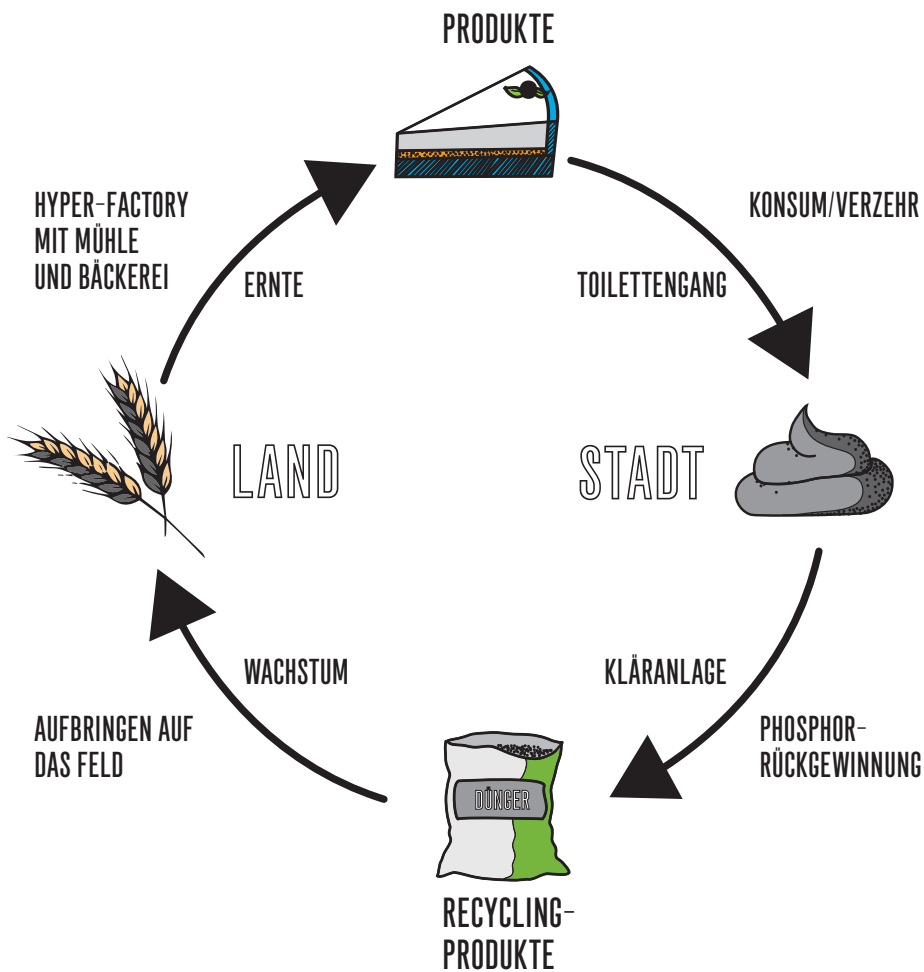 PRODUKTE
HYPER-FACTORY
MIT MÜHLE
UND BÄCKEREI
ERNTE
KONSUM/VERZEHR
TOILETTENGANG
LAND
STADT
WACHSTUM
AUFBRINGEN AUF
DAS FELD
KLÄRANLAGE
PHOSPHOR-
RÜCKGEWINNUNG
DÜNGER
RECYCLING-
PRODUKTE